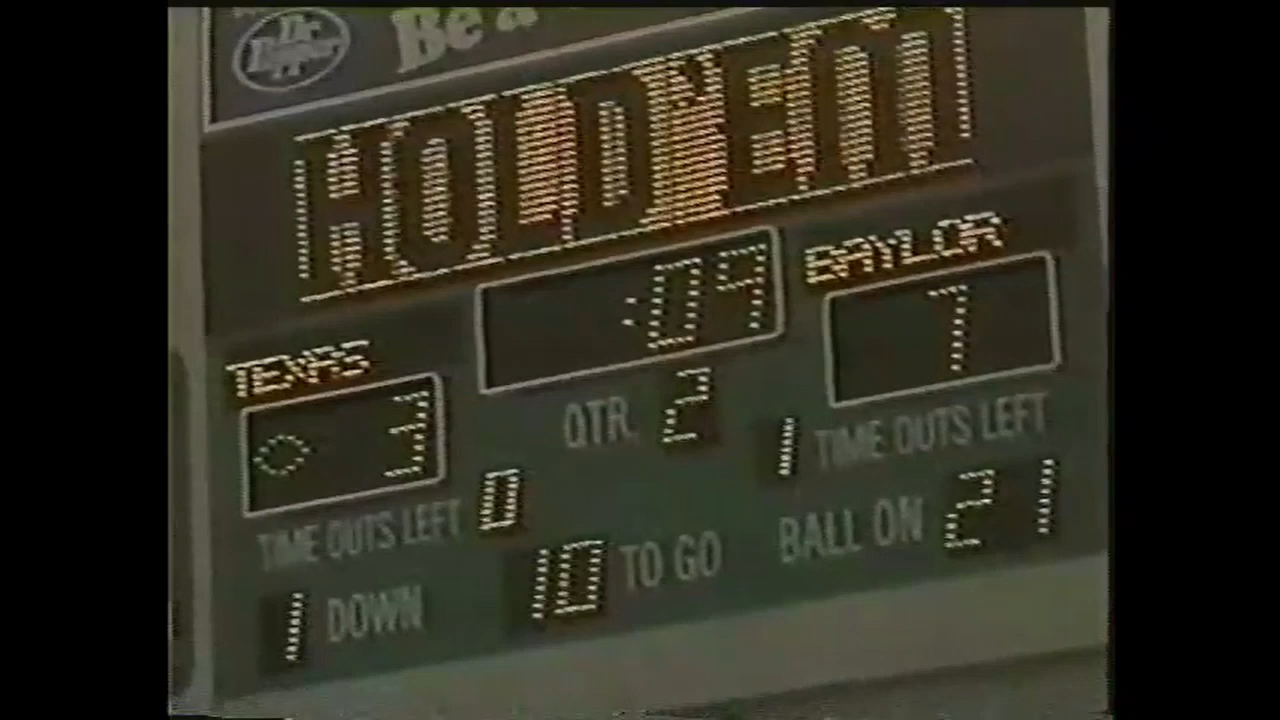 Dr Pepper Be a
HOLD 'EM
TEXAS :09 BAYLOR
3 7
QTR. 2
TIME OUTS LEFT 0 1 TIME OUTS LEFT
1 DOWN 10 TO GO BALL ON 21